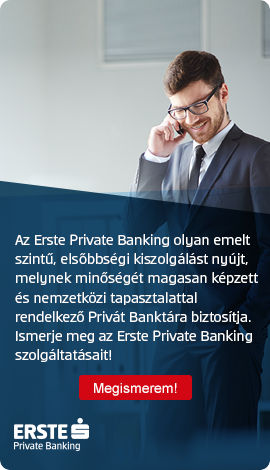 Az Erste Private Banking olyan emelt
szintű, elsőbbségi kiszolgálást nyújt,
melynek minőségét magasan képzett
és nemzetközi tapasztalattal
rendelkező Privát Banktára biztosítja.
Ismerje meg az Erste Private Banking
szolgáltatásait!
Megismerem!
ERSTE
Private Banking